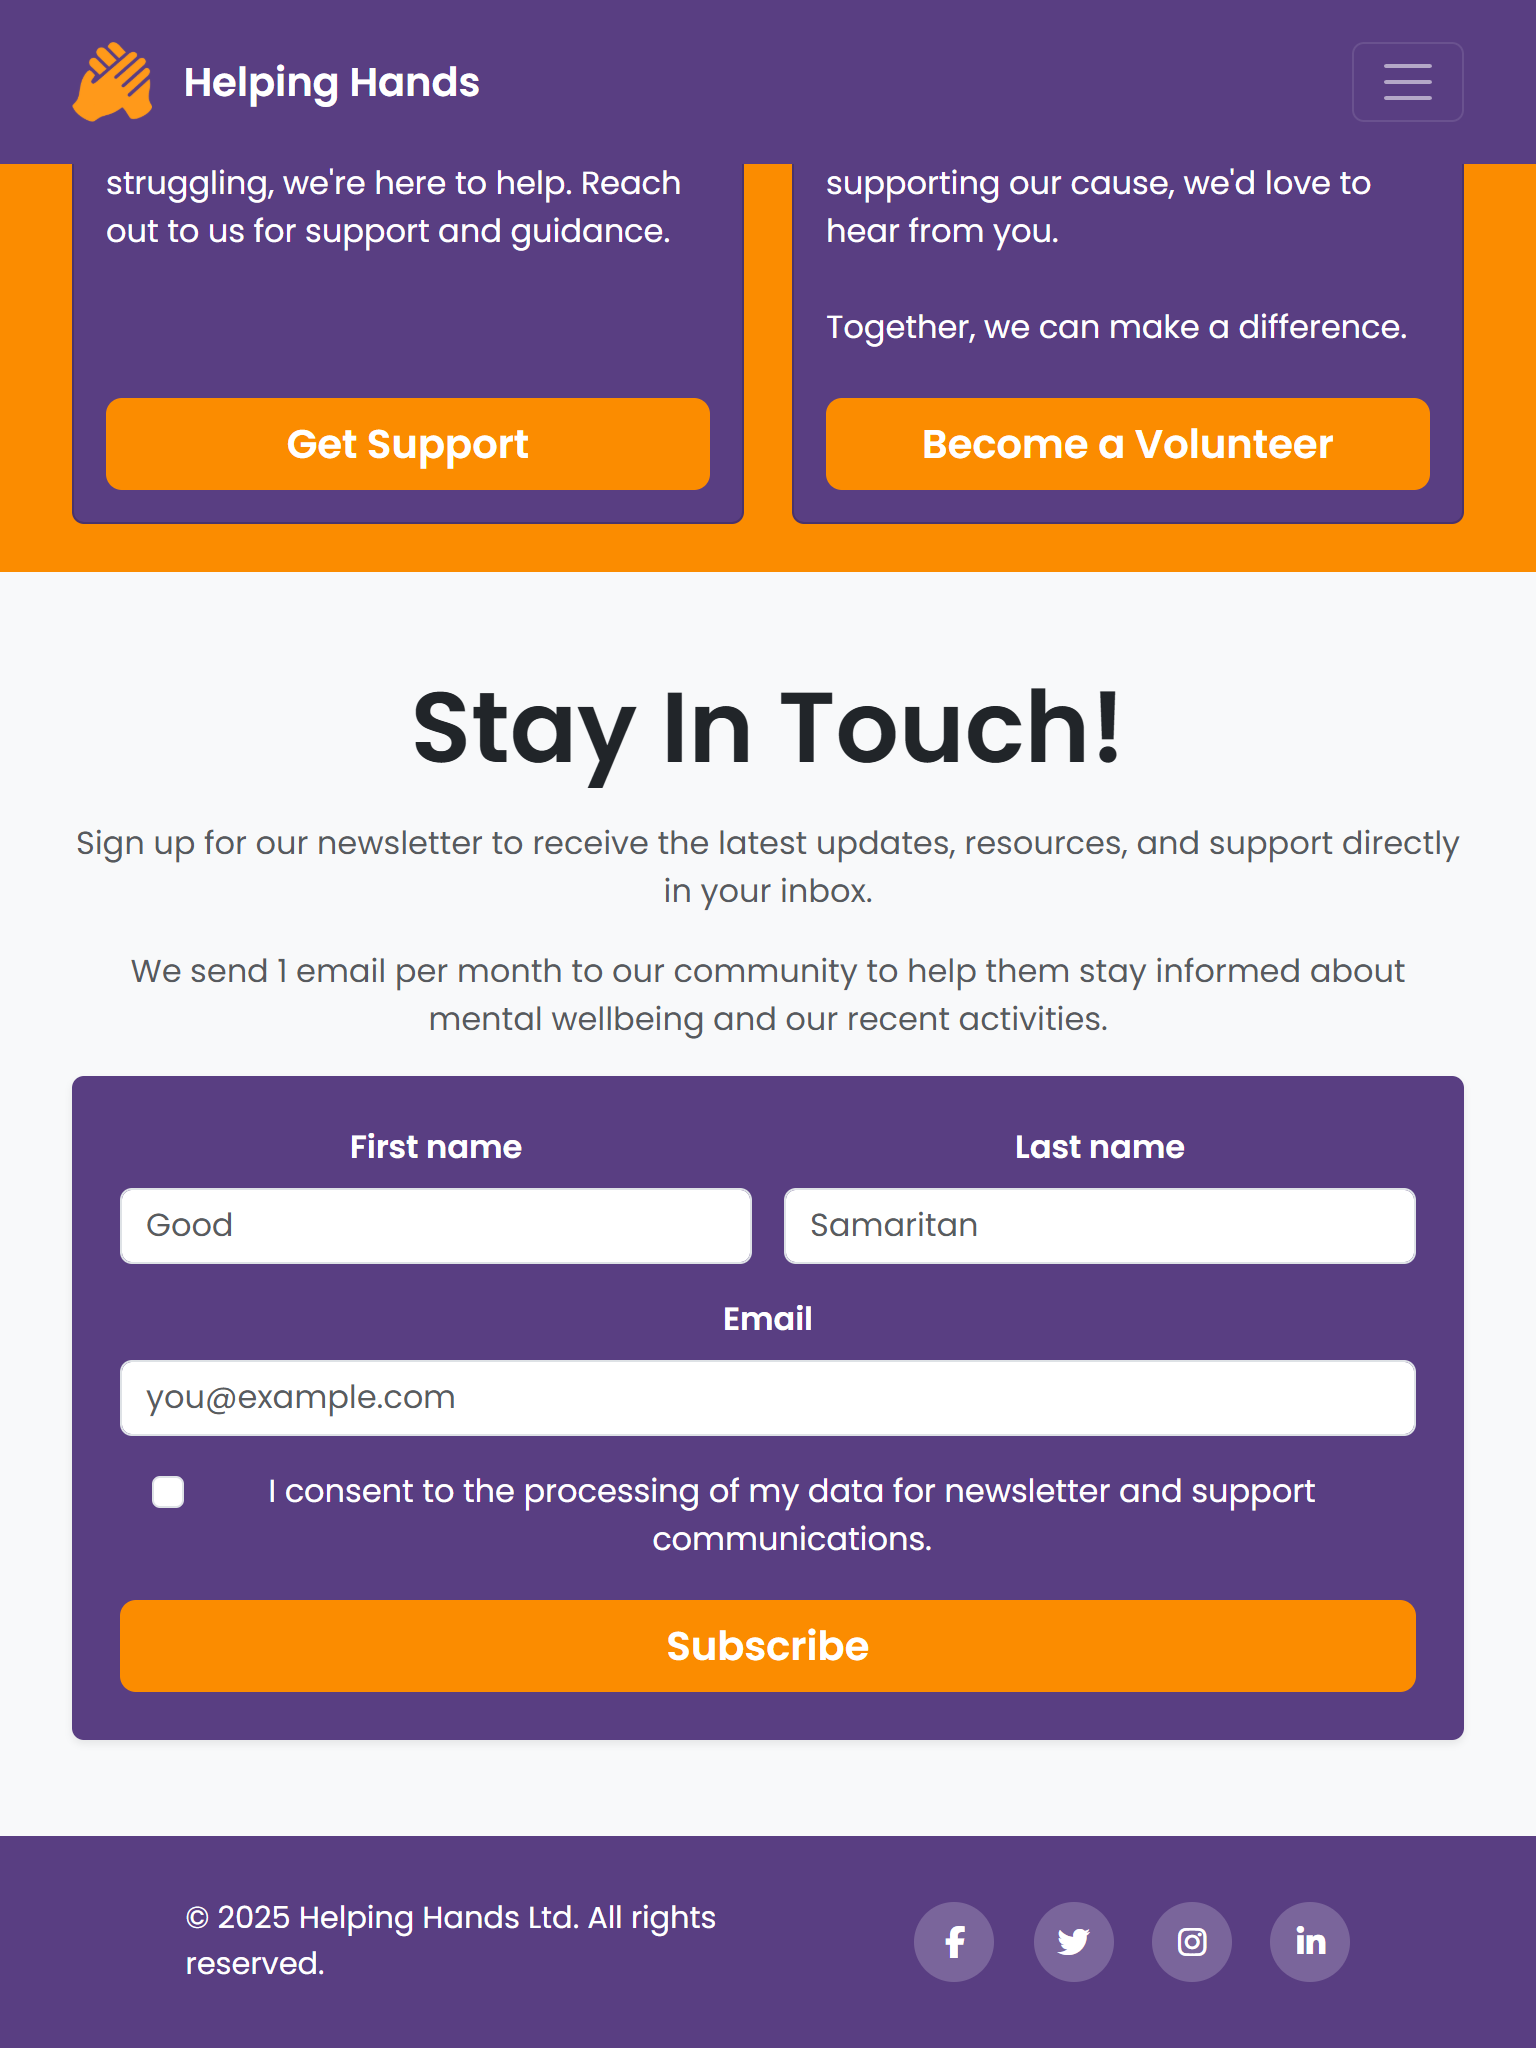 Helping Hands
struggling, we're here to help. Reach
out to us for support and guidance.
Get Support
supporting our cause, we'd love to
hear from you.
Together, we can make a difference.
Become a Volunteer
Stay In Touch!
Sign up for our newsletter to receive the latest updates, resources, and support directly
in your inbox.
We send 1 email per month to our community to help them stay informed about
mental wellbeing and our recent activities.
First name
Last name
Good
Samaritan
Email
you@example.com
I consent to the processing of my data for newsletter and support
communications.
Subscribe
© 2025 Helping Hands Ltd. All rights
reserved.